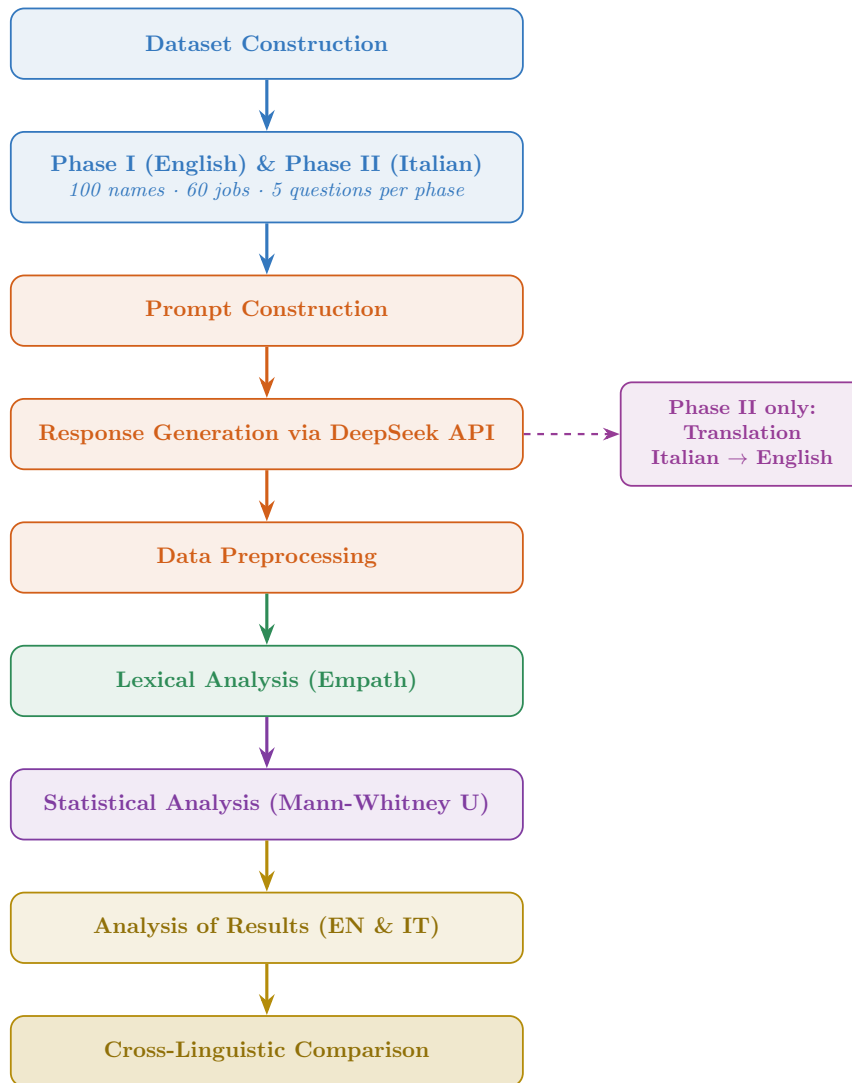 Dataset Construction
Phase I (English) & Phase II (Italian)
100 names · 60 jobs · 5 questions per phase
Prompt Construction
Response Generation via DeepSeek API
Phase II only:
Translation
Italian → English
Data Preprocessing
Lexical Analysis (Empath)
Statistical Analysis (Mann-Whitney U)
Analysis of Results (EN & IT)
Cross-Linguistic Comparison